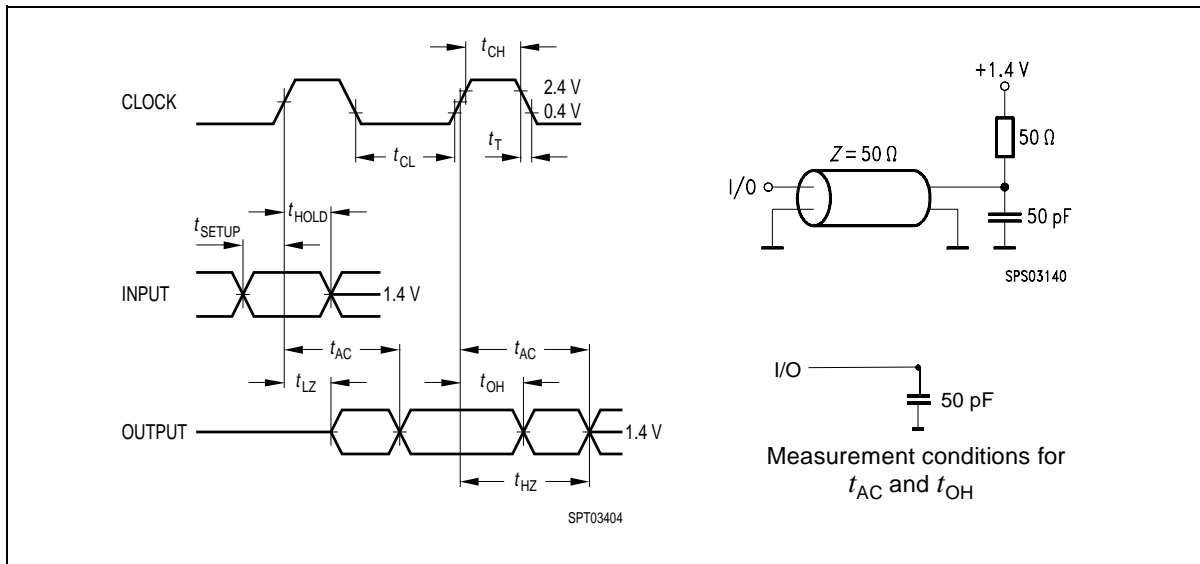 CLOCK
tCH
2.4 V
0.4 V
tCL
tT
tSETUP
tHOLD
INPUT
1.4 V
tAC
tAC
tLZ
tOH
OUTPUT
1.4 V
tHZ
SPT03404
+1.4 V
50 Ω
Z = 50 Ω
I/O
50 pF
SPS03140
I/O
50 pF
Measurement conditions for
tAC and tOH